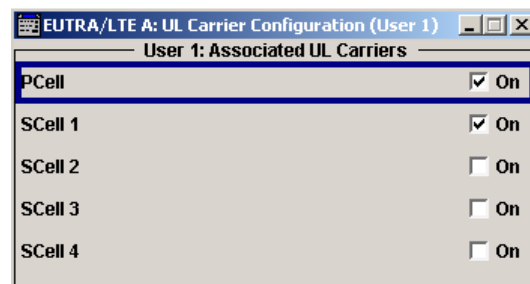 EUTRA/LTE A: UL Carrier Configuration (User 1)
User 1: Associated UL Carriers
PCell On
SCell 1 On
SCell 2 On
SCell 3 On
SCell 4 On